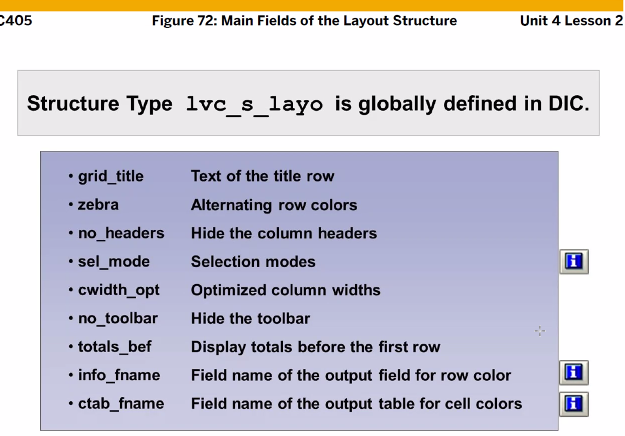 C405 Figure 72: Main Fields of the Layout Structure Unit 4 Lesson 2
Structure Type lvc_s_layo is globally defined in DIC.
• grid_title Text of the title row
• zebra Alternating row colors
• no_headers Hide the column headers
• sel_mode Selection modes
• cwidth_opt Optimized column widths
• no_toolbar Hide the toolbar
• totals_bef Display totals before the first row
• info_fname Field name of the output field for row color
• ctab_fname Field name of the output table for cell colors